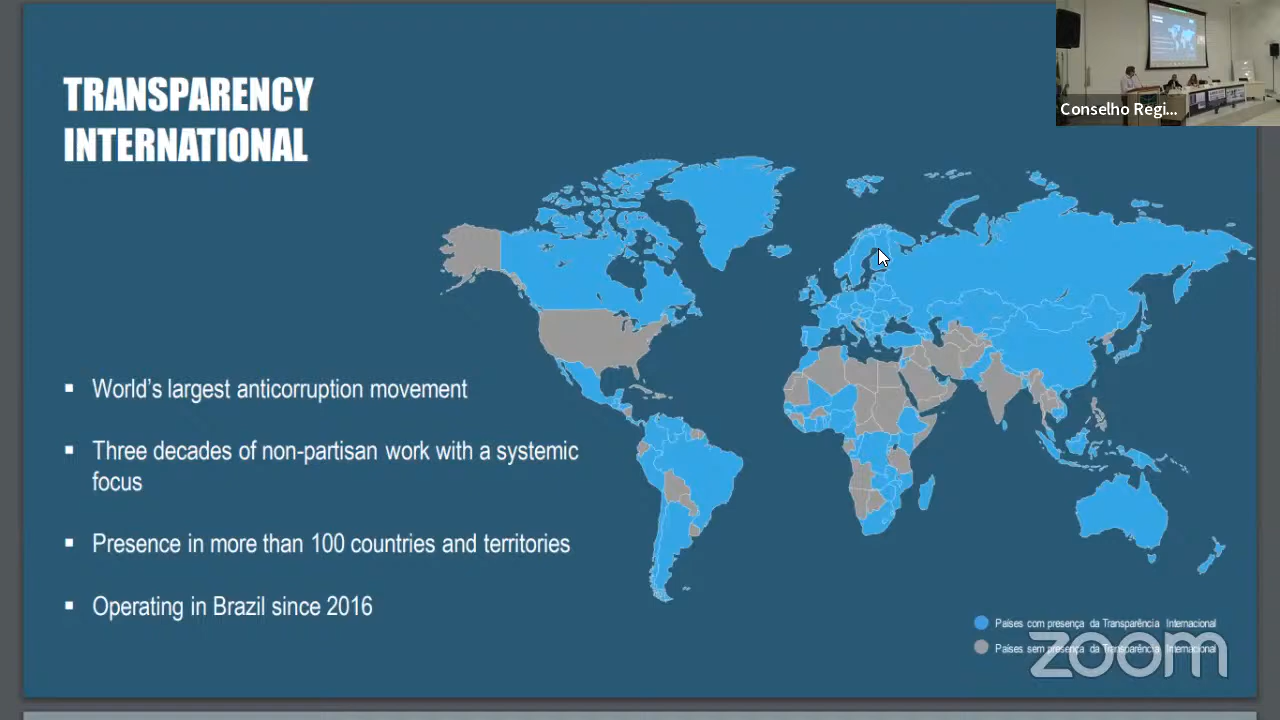 TRANSPARENCY
INTERNATIONAL
Conselho Regi...
▪ World's largest anticorruption movement
▪ Three decades of non-partisan work with a systemic
focus
▪ Presence in more than 100 countries and territories
▪ Operating in Brazil since 2016
Países com presença da Transparência Internacional
Países sem presença da Transparência Internacional
zoom